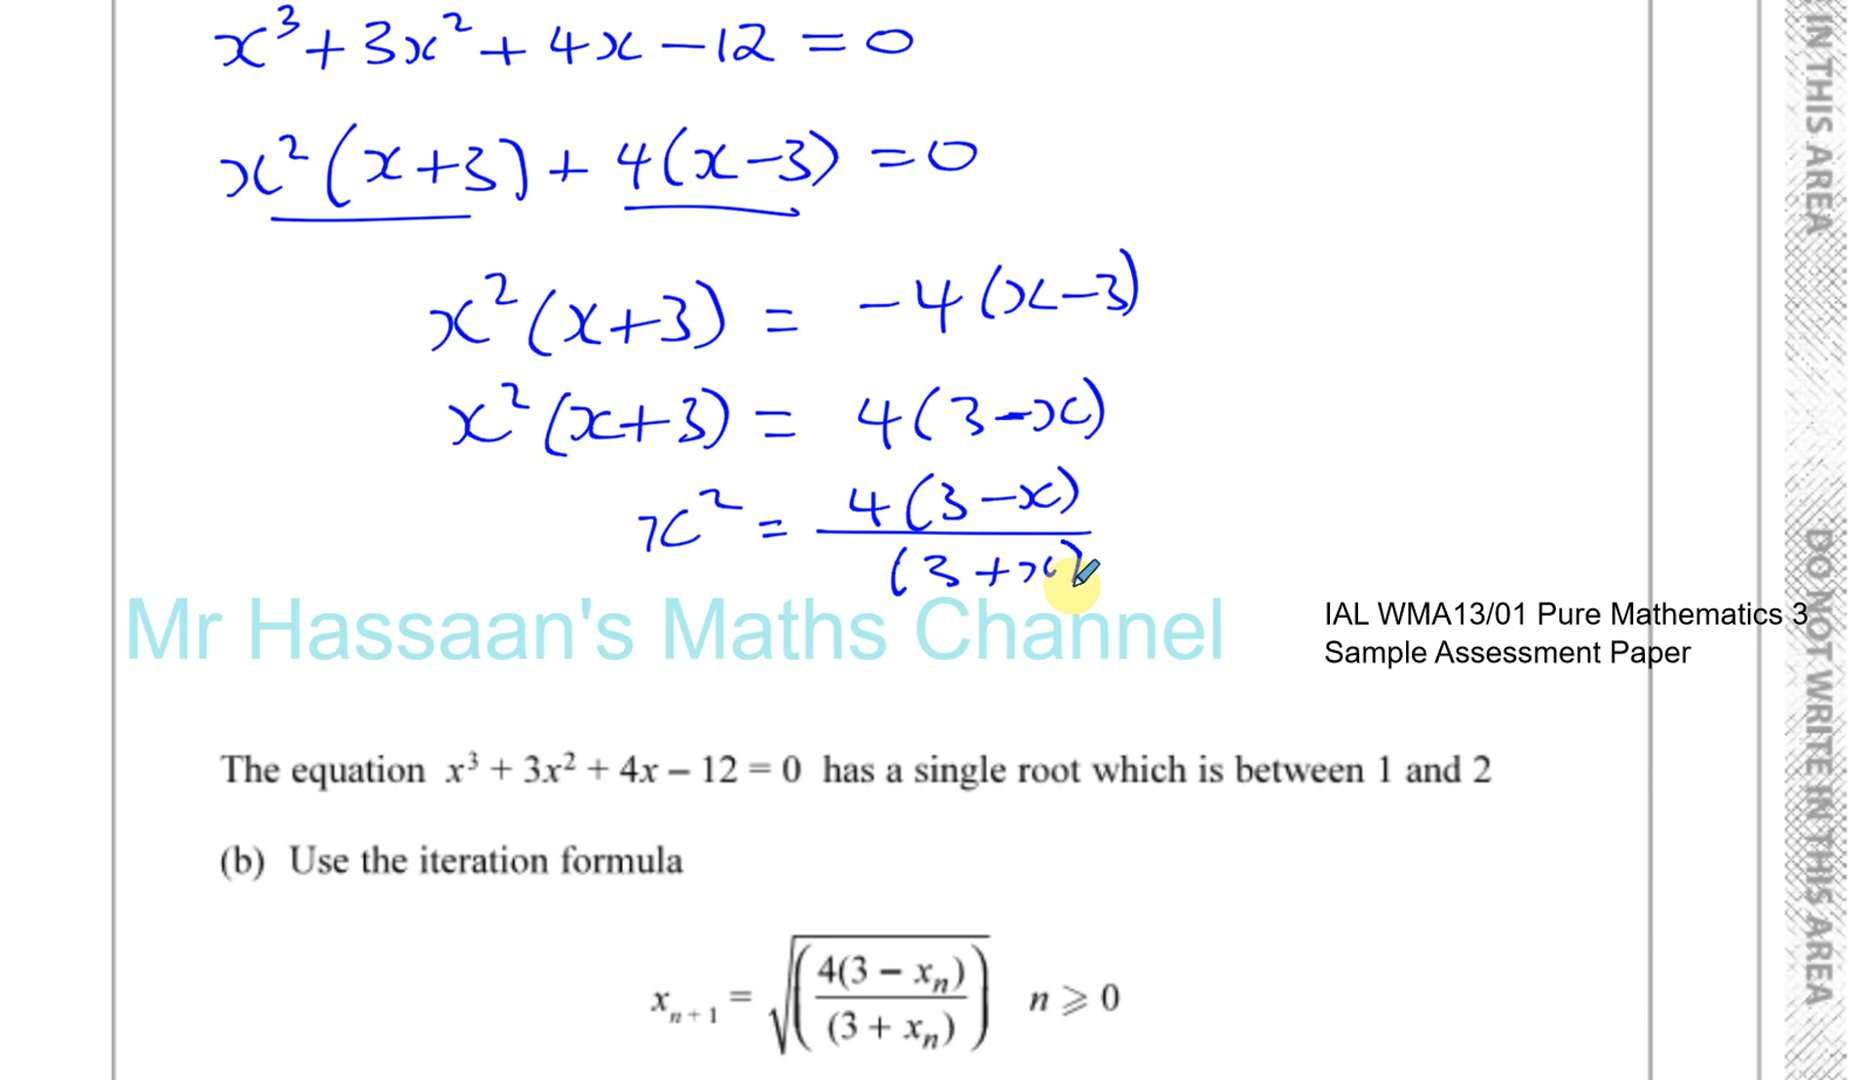 x³ + 3x² + 4x − 12 = 0
x²(x+3) + 4(x−3) = 0
x²(x+3) = −4(x−3)
x²(x+3) = 4(3−x)
x² = 4(3−x)
(3+x)
Mr Hassaan's Maths Channel
IAL WMA13/01 Pure Mathematics 3
Sample Assessment Paper
The equation x³ + 3x² + 4x − 12 = 0 has a single root which is between 1 and 2
(b) Use the iteration formula
xₙ₊₁ = √(4(3 − xₙ)/(3 + xₙ)) n ⩾ 0
IN THIS AREA
DO NOT WRITE IN THIS AREA